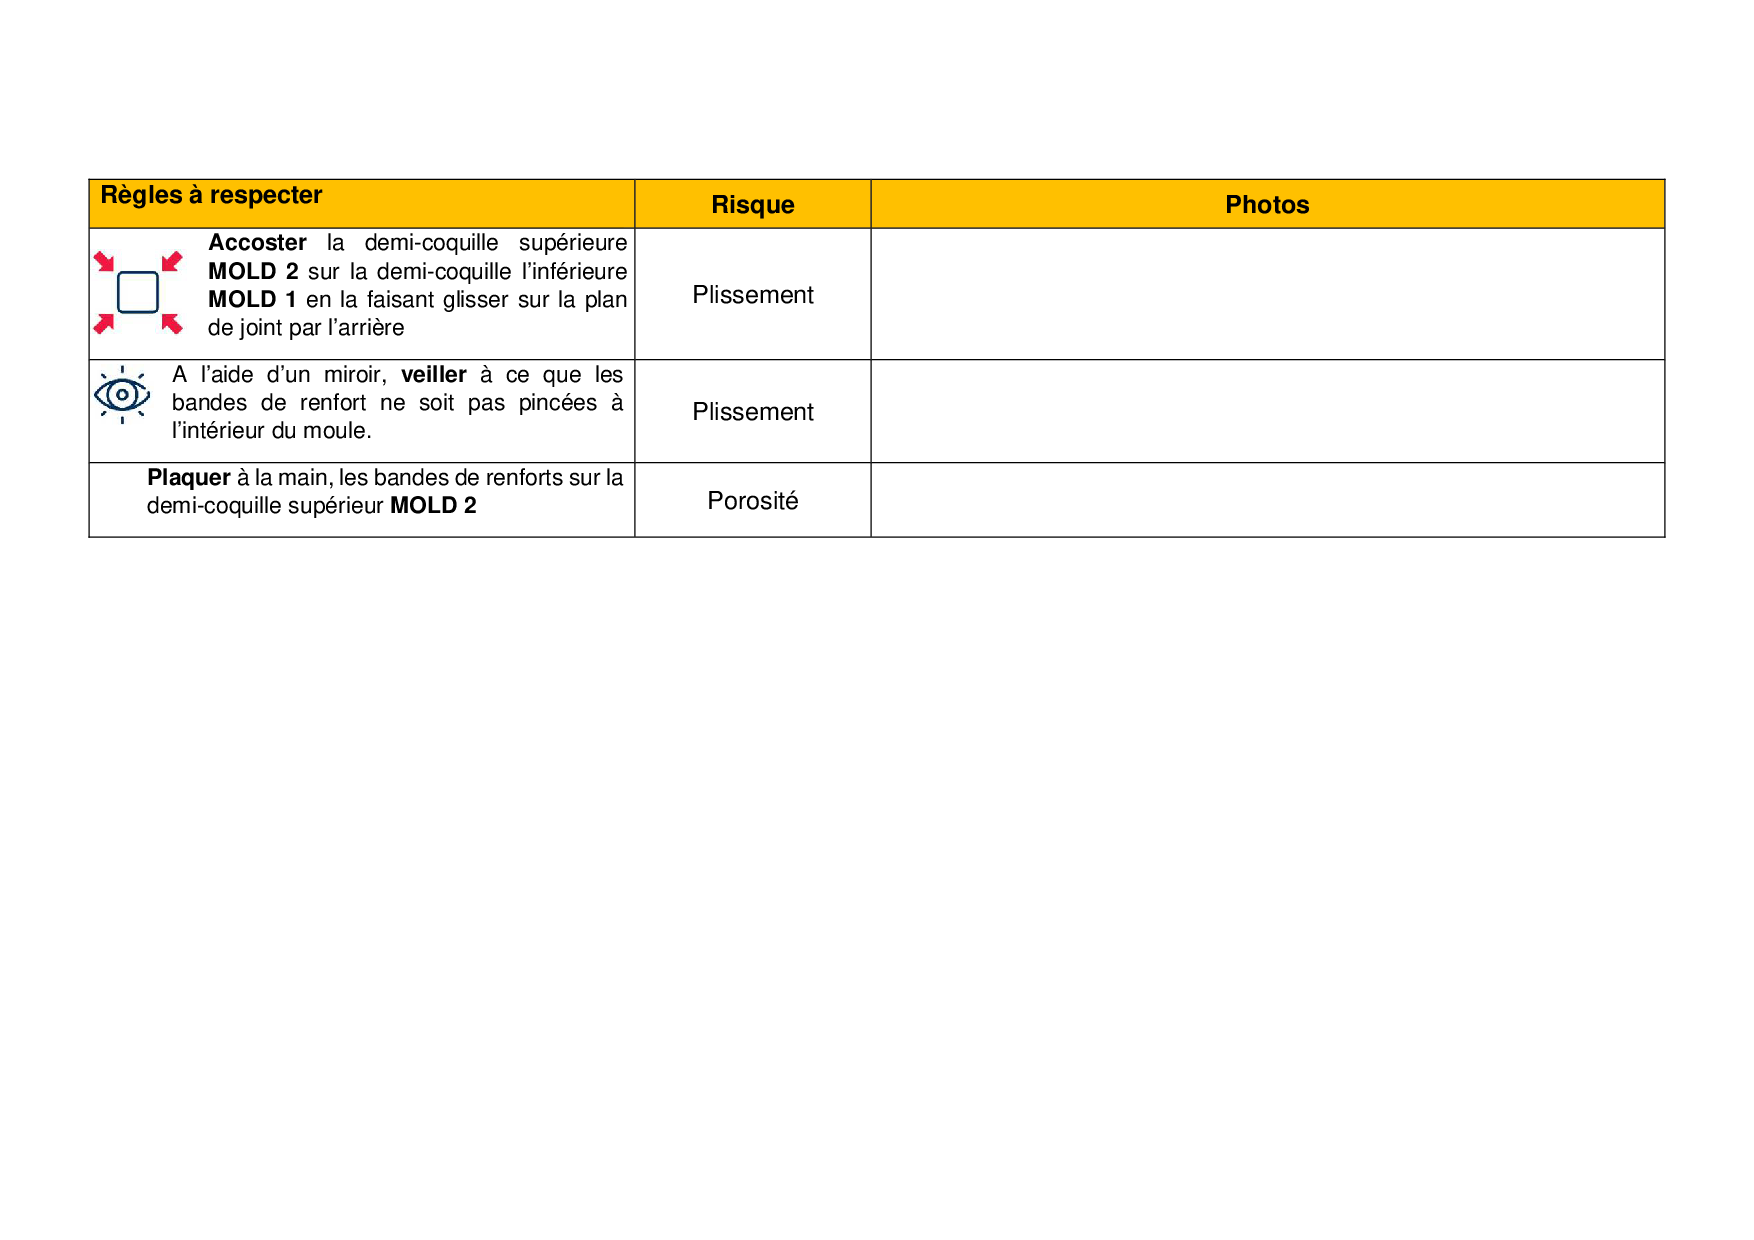 Règles à respecter
Risque
Photos
Accoster la demi-coquille supérieure
MOLD 2 sur la demi-coquille l’inférieure
MOLD 1 en la faisant glisser sur la plan
de joint par l’arrière
Plissement
A l’aide d’un miroir, veiller à ce que les
bandes de renfort ne soit pas pincées à
l’intérieur du moule.
Plissement
Plaquer à la main, les bandes de renforts sur la
demi-coquille supérieur MOLD 2
Porosité